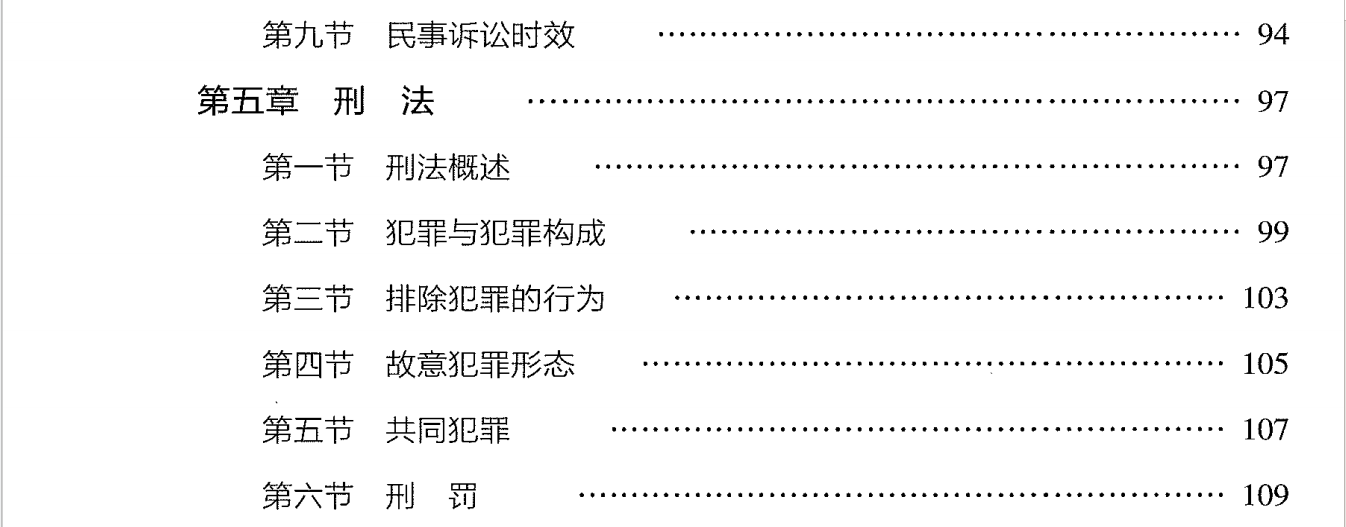 第九节 民事诉讼时效 …………………………………………………… 94
第五章 刑 法 …………………………………………………………… 97
第一节 刑法概述 ………………………………………………………… 97
第二节 犯罪与犯罪构成 ………………………………………………… 99
第三节 排除犯罪的行为 ………………………………………………… 103
第四节 故意犯罪形态 …………………………………………………… 105
第五节 共同犯罪 ………………………………………………………… 107
第六节 刑 罚 …………………………………………………………… 109